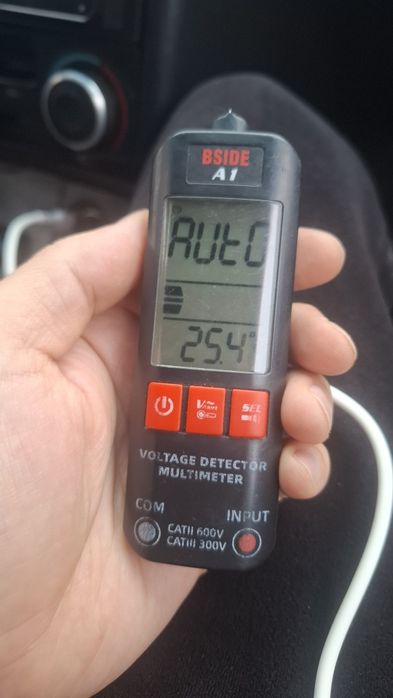 BSIDE
A1
AUtO
25.4°
SEL
VOLTAGE DETECTOR
MULTIMETER
COM
INPUT
CATII 600V
CATIII 300V